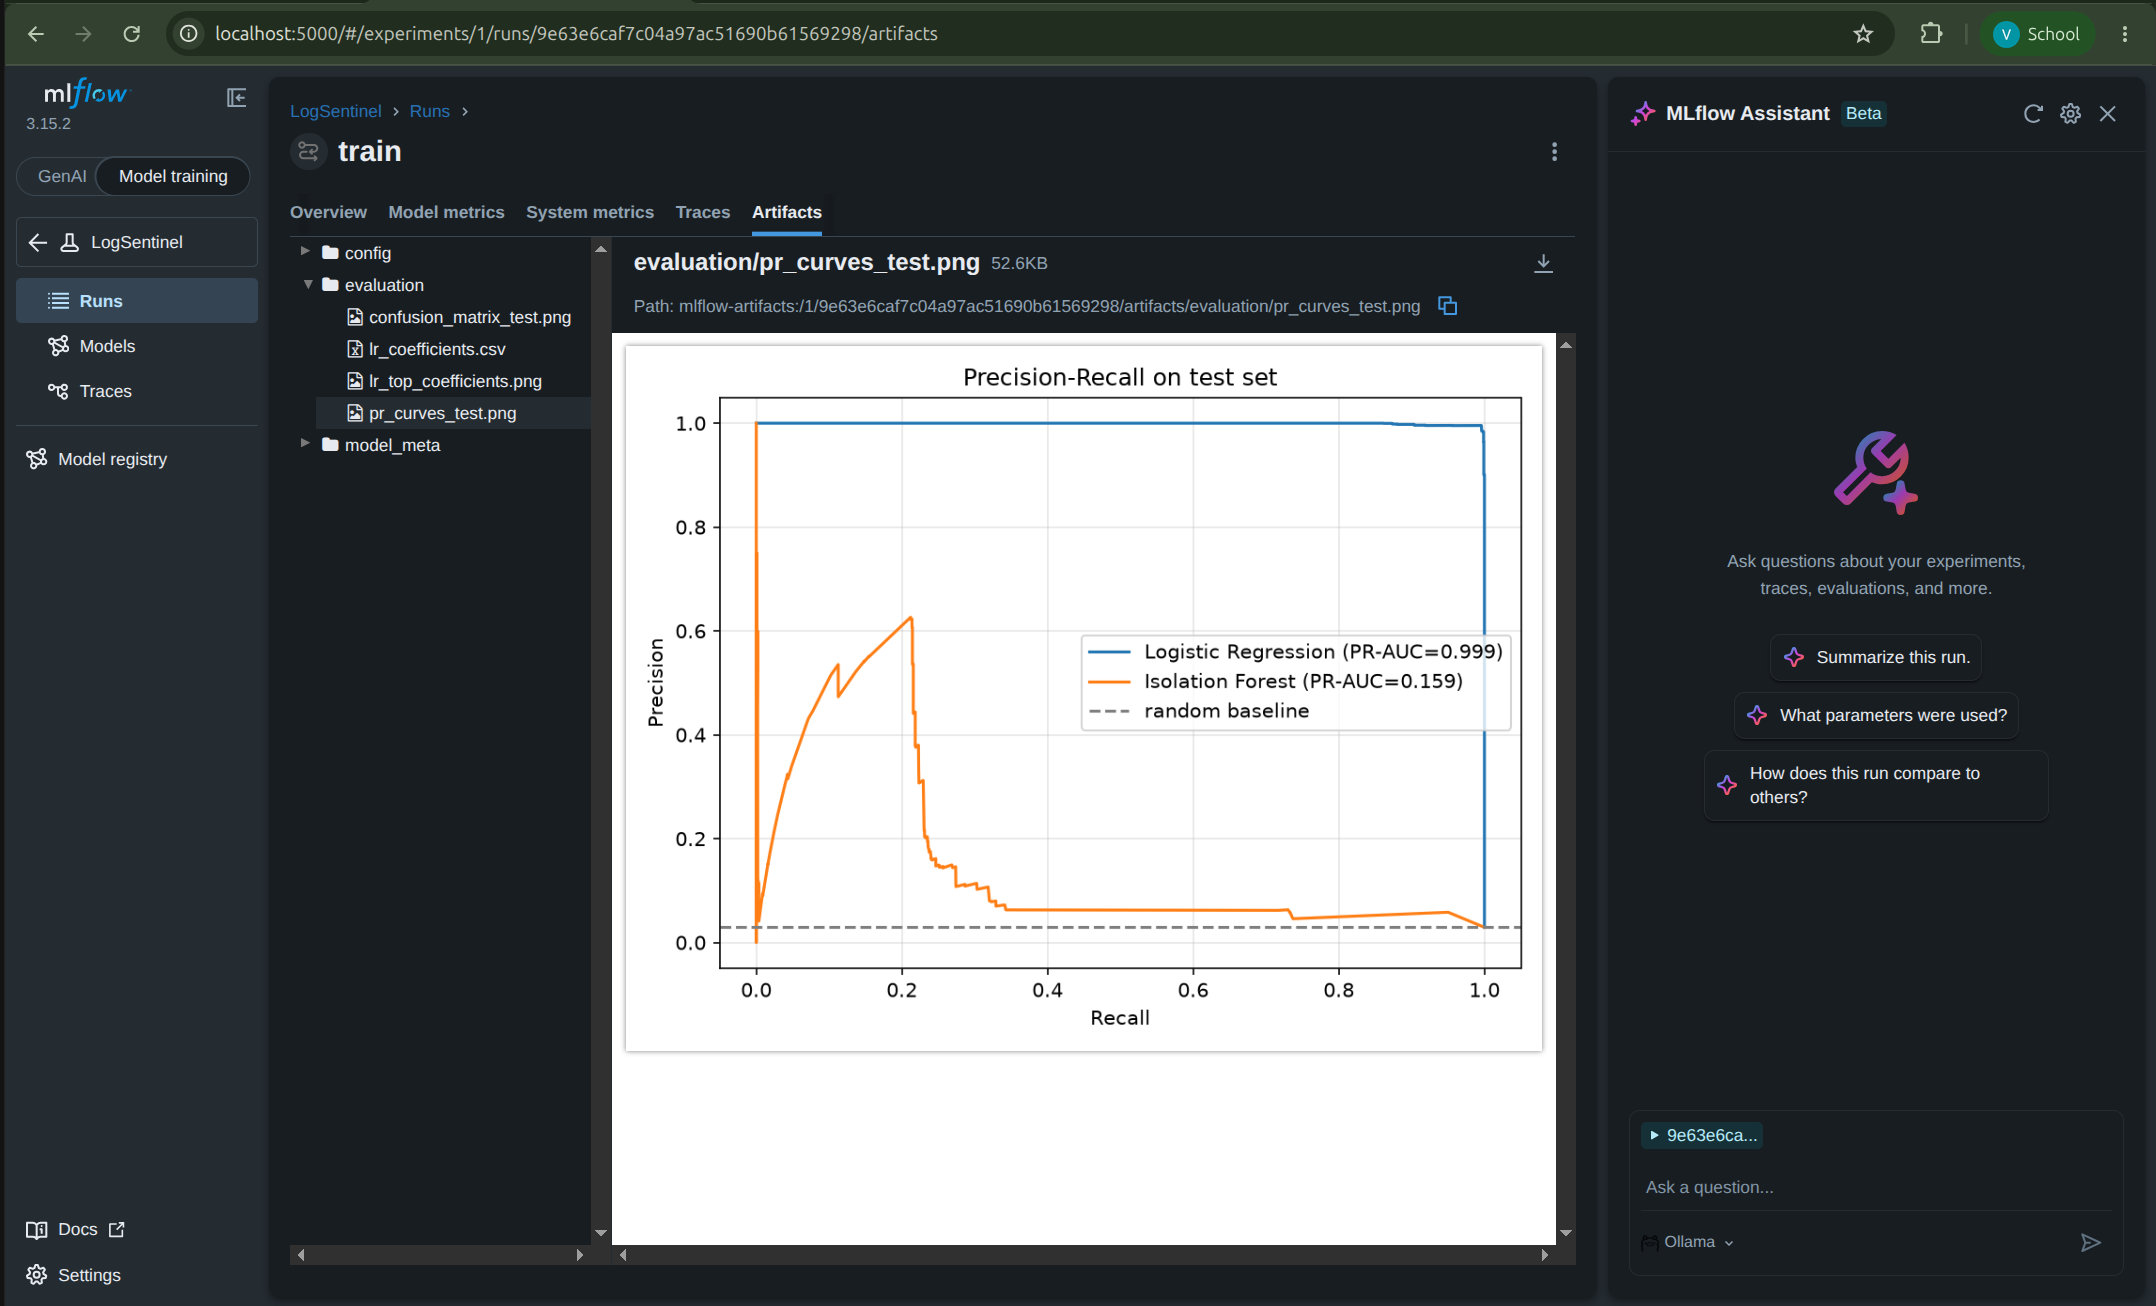 localhost:5000/#/experiments/1/runs/9e63e6caf7c04a97ac51690b61569298/artifacts
V School
mlflow
3.15.2
GenAI
Model training
LogSentinel
Runs
Models
Traces
Model registry
Docs
Settings
LogSentinel > Runs >
train
Overview
Model metrics
System metrics
Traces
Artifacts
config
evaluation
confusion_matrix_test.png
lr_coefficients.csv
lr_top_coefficients.png
pr_curves_test.png
model_meta
evaluation/pr_curves_test.png 52.6KB
Path: mlflow-artifacts:/1/9e63e6caf7c04a97ac51690b61569298/artifacts/evaluation/pr_curves_test.png
Precision-Recall on test set
1.0
0.8
0.6
0.4
0.2
0.0
Precision
Logistic Regression (PR-AUC=0.999)
Isolation Forest (PR-AUC=0.159)
random baseline
0.0 0.2 0.4 0.6 0.8 1.0
Recall
MLflow Assistant Beta
Ask questions about your experiments,
traces, evaluations, and more.
Summarize this run.
What parameters were used?
How does this run compare to
others?
9e63e6ca...
Ask a question...
Ollama